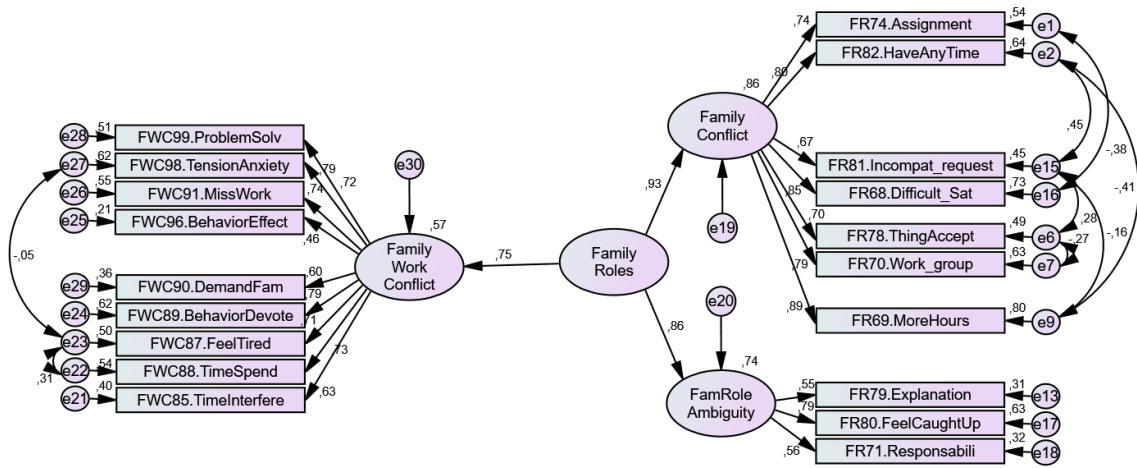 ,74
FR74.Assignment
,54
e1
,80
FR82.HaveAnyTime
,64
e2
,86
Family
Conflict
,45
-,38
-,41
,67
FR81.Incompat_request
,45
e15
,85
FR68.Difficult_Sat
,73
e16
,70
FR78.ThingAccept
,49
e6
,28
-,16
,79
FR70.Work_group
,63
e7
-,27
,89
FR69.MoreHours
,80
e9
,93
e19
e28
,51
FWC99.ProblemSolv
,72
e27
,62
FWC98.TensionAnxiety
,79
e26
,55
FWC91.MissWork
,74
e25
,21
FWC96.BehaviorEffect
,46
e30
,57
Family
Work
Conflict
,75
Family
Roles
-,05
e29
,36
FWC90.DemandFam
,60
e24
,62
FWC89.BehaviorDevote
,79
e23
,50
FWC87.FeelTired
,71
,31
e22
,54
FWC88.TimeSpend
,73
e21
,40
FWC85.TimeInterfere
,63
e20
,86
,74
FamRole
Ambiguity
,55
FR79.Explanation
,31
e13
,79
FR80.FeelCaughtUp
,63
e17
,56
FR71.Responsabili
,32
e18